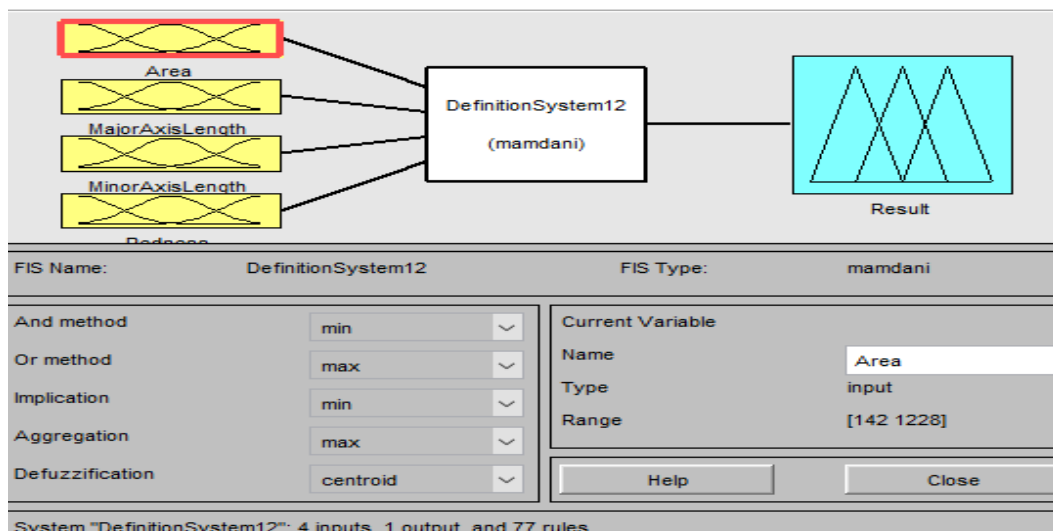 Area
MajorAxisLength
MinorAxisLength
Redness
DefinitionSystem12
(mamdani)
Result
FIS Name: DefinitionSystem12 FIS Type: mamdani
And method min
Or method max
Implication min
Aggregation max
Defuzzification centroid
Current Variable
Name Area
Type input
Range [142 1228]
Help Close
System "DefinitionSystem12": 4 inputs, 1 output, and 77 rules